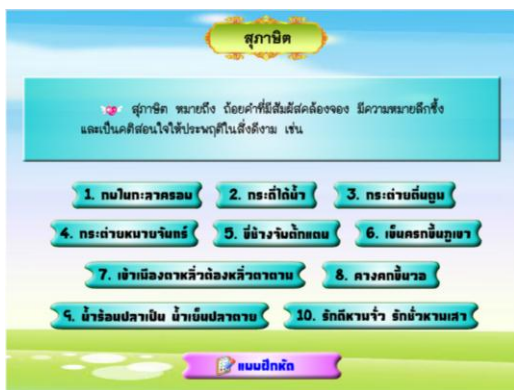 สุภาษิต
สุภาษิต หมายถึง ถ้อยคำที่มีสัมผัสคล้องจอง มีความหมายลึกซึ้ง
และเป็นคติสอนใจให้ประพฤติในสิ่งดีงาม เช่น
1. กบในกะลาครอบ 2. กระดี่ได้น้ำ 3. กระต่ายตื่นตูม
4. กระต่ายหมายจันทร์ 5. ขี่ช้างจับตั๊กแตน 6. เข็นครกขึ้นภูเขา
7. เข้าเมืองตาหลิ่วต้องหลิ่วตาตาม 8. คางคกขึ้นวอ
9. น้ำร้อนปลาเป็น น้ำเย็นปลาตาย 10. รักดีหามจั่ว รักชั่วหามเสา
แบบฝึกหัด